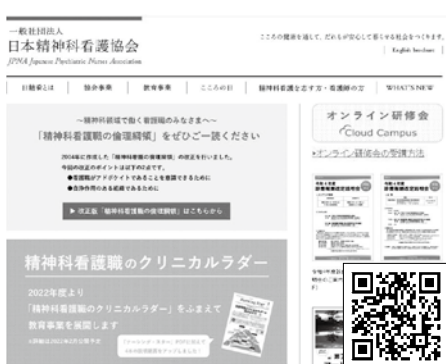 一般社団法人
日本精神科看護協会
JPNA Japanese Psychiatric Nurses Association
こころの健康を通して、だれもが安心して暮らせる社会をつくります。
English brochure
日精看とは
協会事業
教育事業
こころの日
精神科看護を志す方・看護師の方
WHAT'S NEW
～精神科領域で働く看護職のみなさまへ～
「精神科看護職の倫理綱領」をぜひご一読ください
2004年に作成した「精神科看護職の倫理綱領」の改正を行いました。
今回の改正のポイントは以下の2点です。
●看護職がアドボケイトであることを意識できるために
●自浄作用のある組織であるために
▶ 改正版「精神科看護職の倫理綱領」はこちらから
オンライン研修会
Cloud Campus
▸オンライン研修会の受講方法
精神科看護職のクリニカルラダー
2022年度より
「精神科看護職のクリニカルラダー」をふまえて
教育事業を展開します